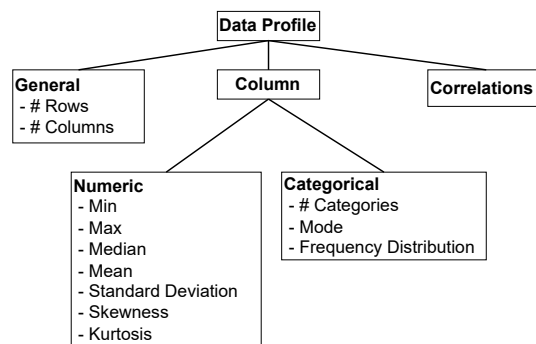 Data Profile
General
- # Rows
- # Columns
Column
Correlations
Numeric
- Min
- Max
- Median
- Mean
- Standard Deviation
- Skewness
- Kurtosis
Categorical
- # Categories
- Mode
- Frequency Distribution